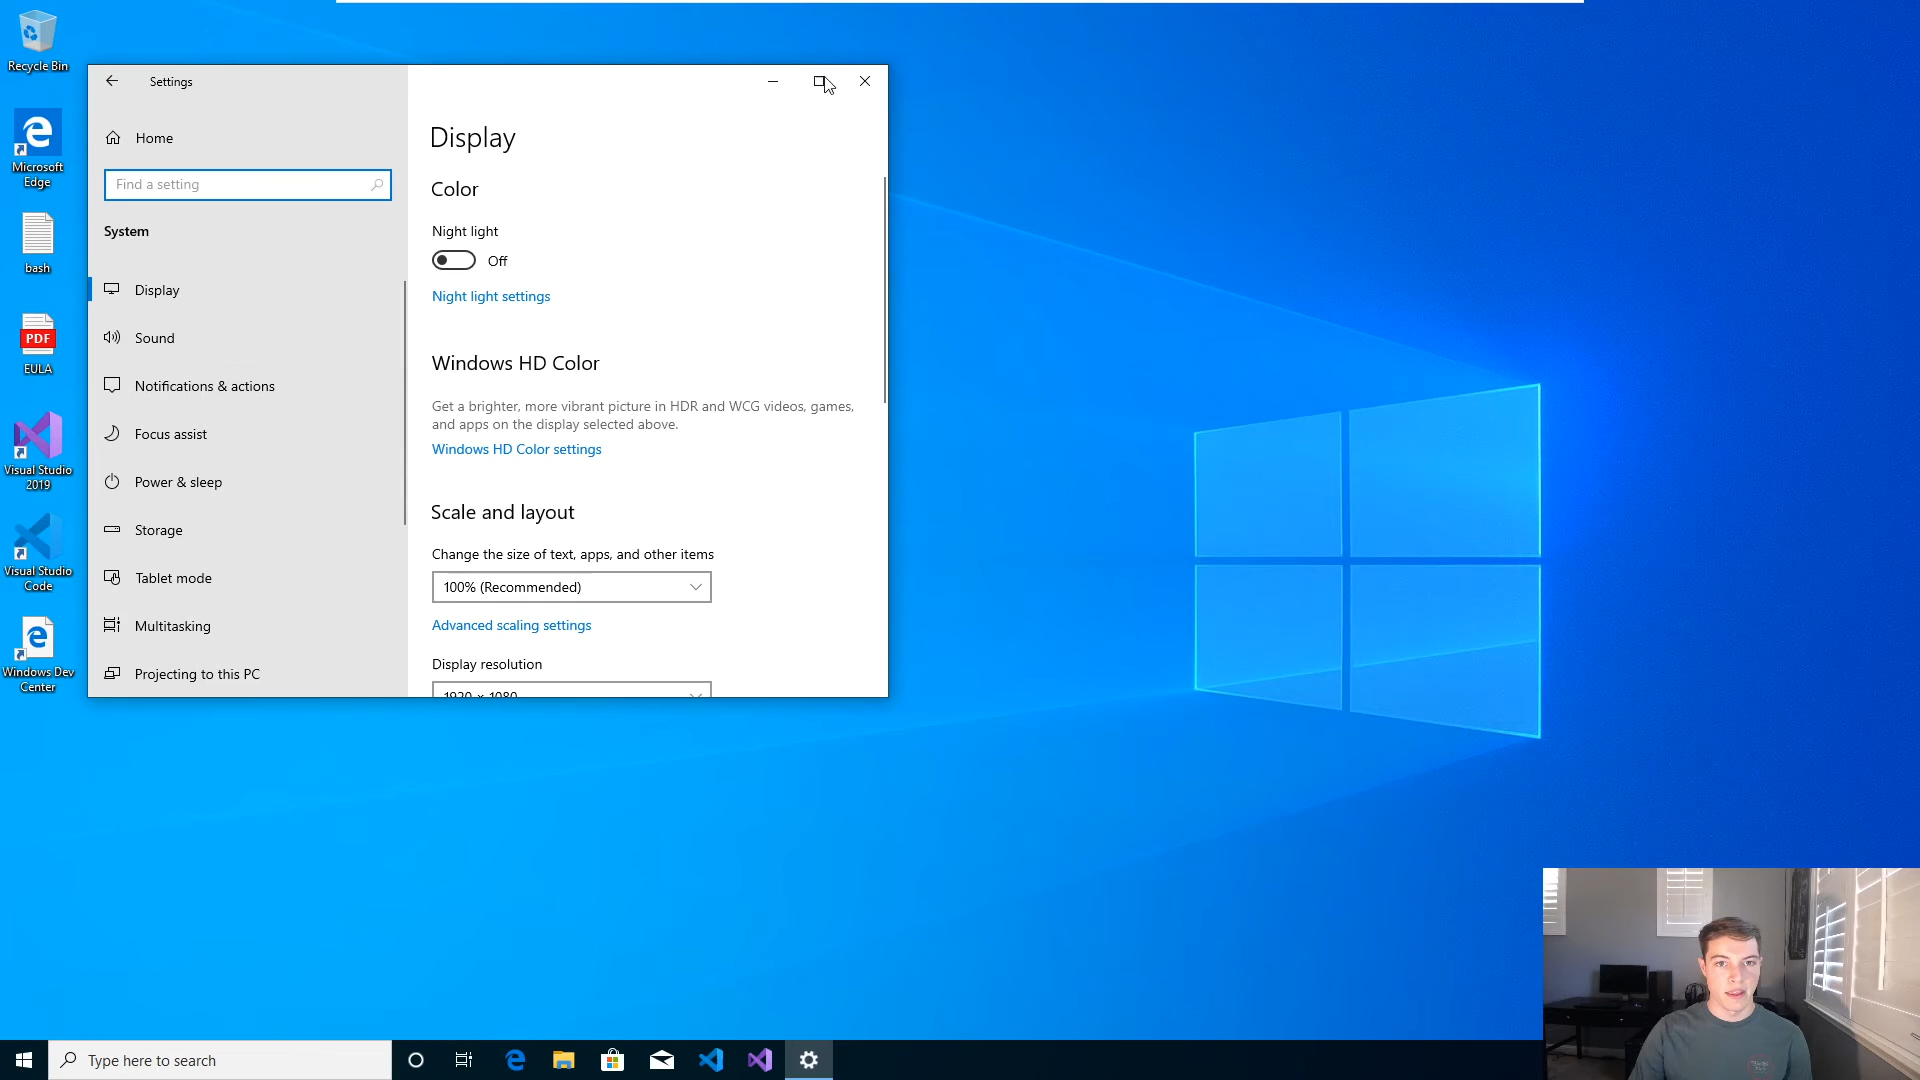 Recycle Bin
Microsoft
Edge
bash
PDF
EULA
Visual Studio
2019
Visual Studio
Code
Windows Dev
Center
Settings
Home
Find a setting
System
Display
Sound
Notifications & actions
Focus assist
Power & sleep
Storage
Tablet mode
Multitasking
Projecting to this PC
Display
Color
Night light
Off
Night light settings
Windows HD Color
Get a brighter, more vibrant picture in HDR and WCG videos, games,
and apps on the display selected above.
Windows HD Color settings
Scale and layout
Change the size of text, apps, and other items
100% (Recommended)
Advanced scaling settings
Display resolution
1920 × 1080
Type here to search